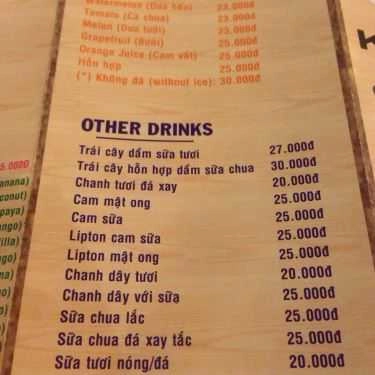 Watermelon (Dưa hấu) 23.000đ
Tomato (Cà chua) 23.000đ
Melon (Dưa lưới) 23.000đ
Grapefruit (Bưởi) 25.000đ
Orange Juice (Cam vắt) 25.000đ
Hỗn hợp 25.000đ
(*) Không đá (without ice): 30.000đ
OTHER DRINKS
Trái cây dầm sữa tươi 27.000đ
Trái cây hỗn hợp dầm sữa chua 30.000đ
Chanh tươi đá xay 20.000đ
Cam mật ong 25.000đ
Cam sữa 25.000đ
Lipton cam sữa 25.000đ
Lipton mật ong 25.000đ
Chanh dây tươi 20.000đ
Chanh dây với sữa 25.000đ
Sữa chua lắc 25.000đ
Sữa chua đá xay tắc 25.000đ
Sữa tươi nóng/đá 20.000đ